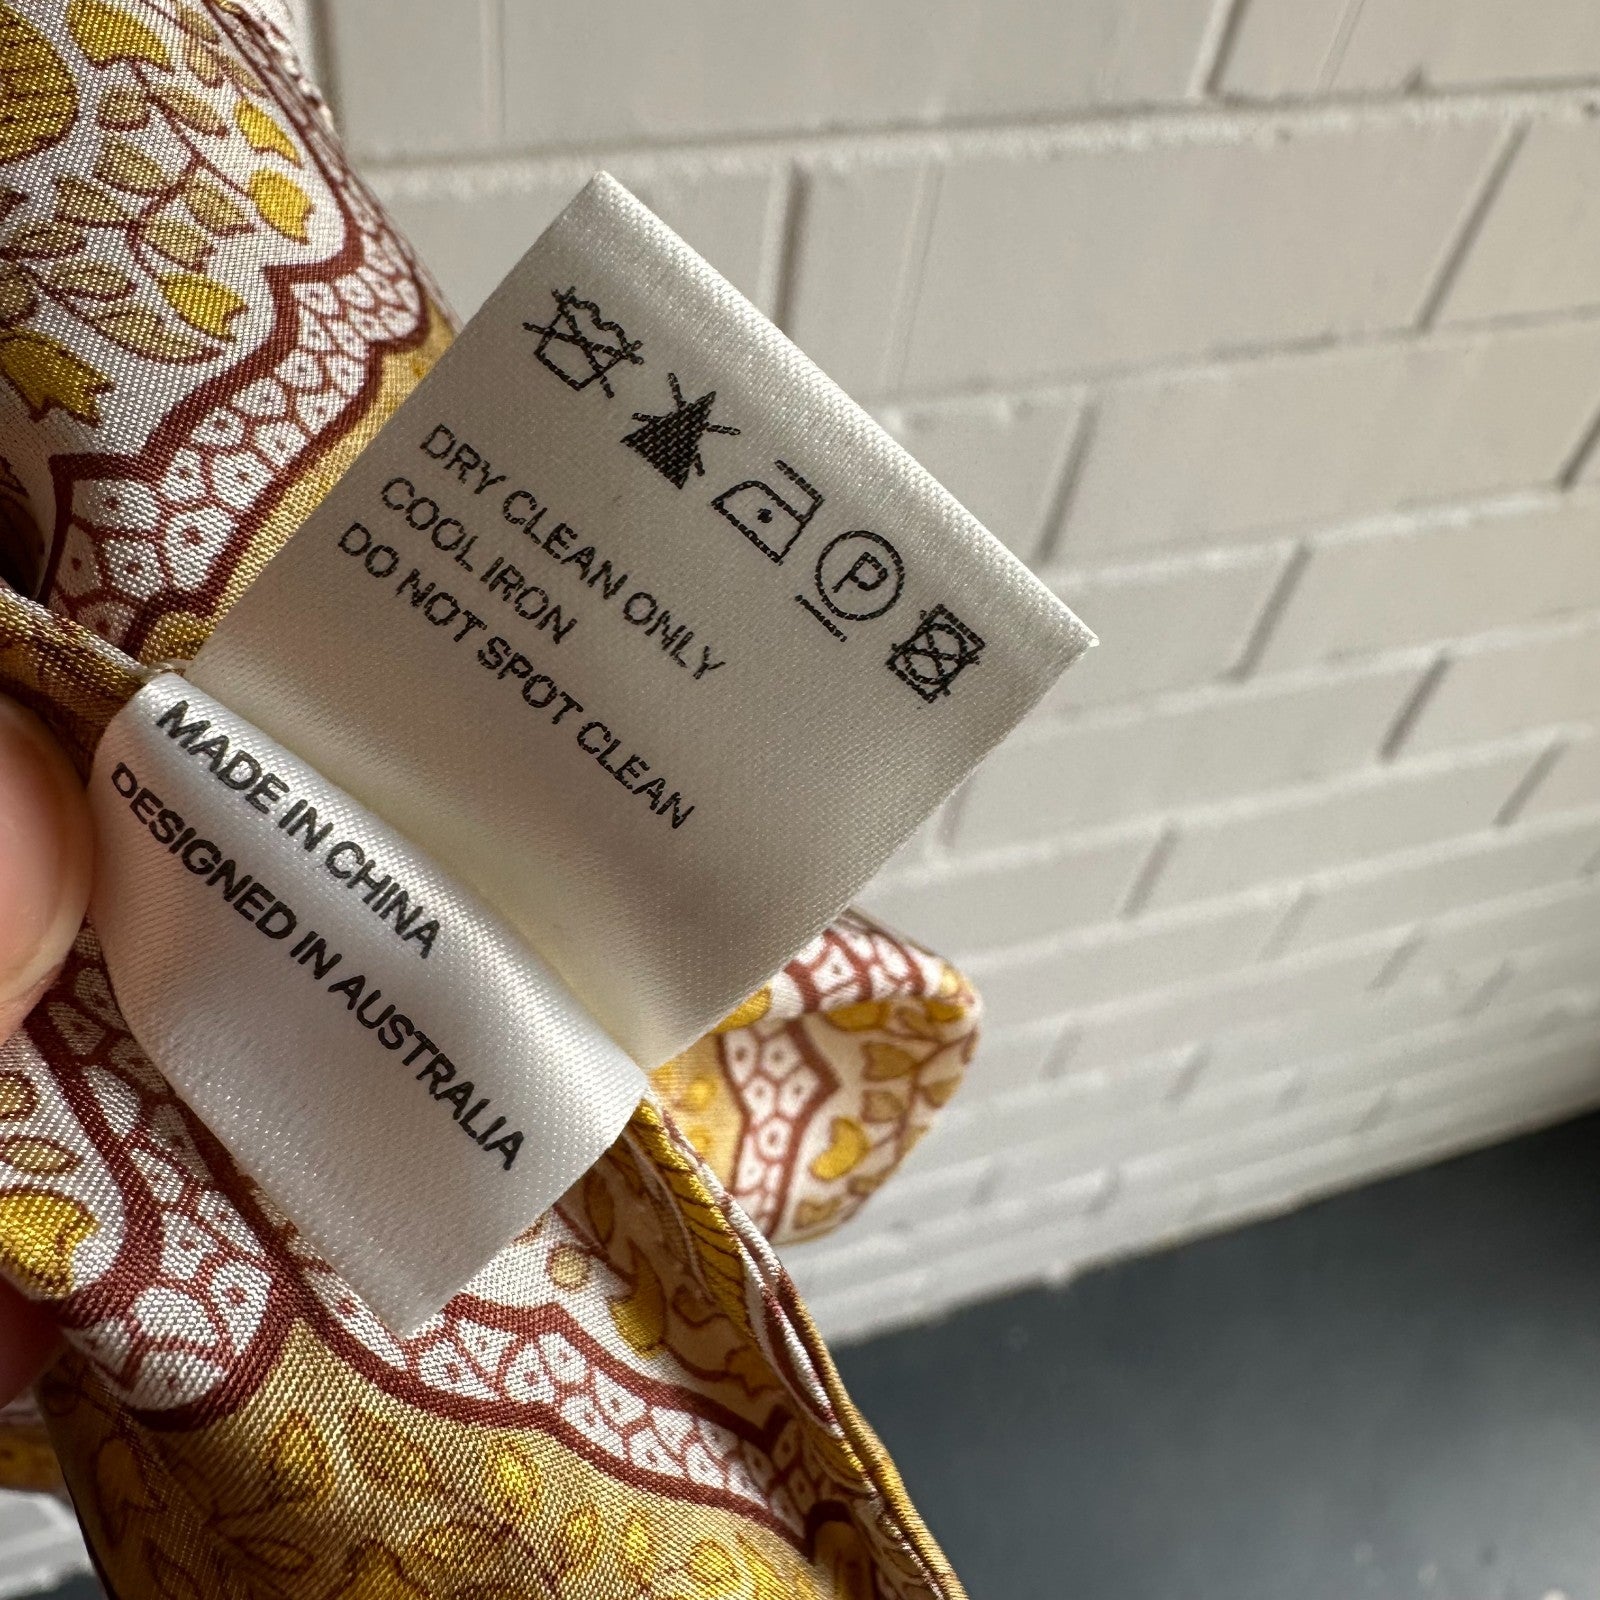 P
DRY CLEAN ONLY
COOL IRON
DO NOT SPOT CLEAN
MADE IN CHINA
DESIGNED IN AUSTRALIA